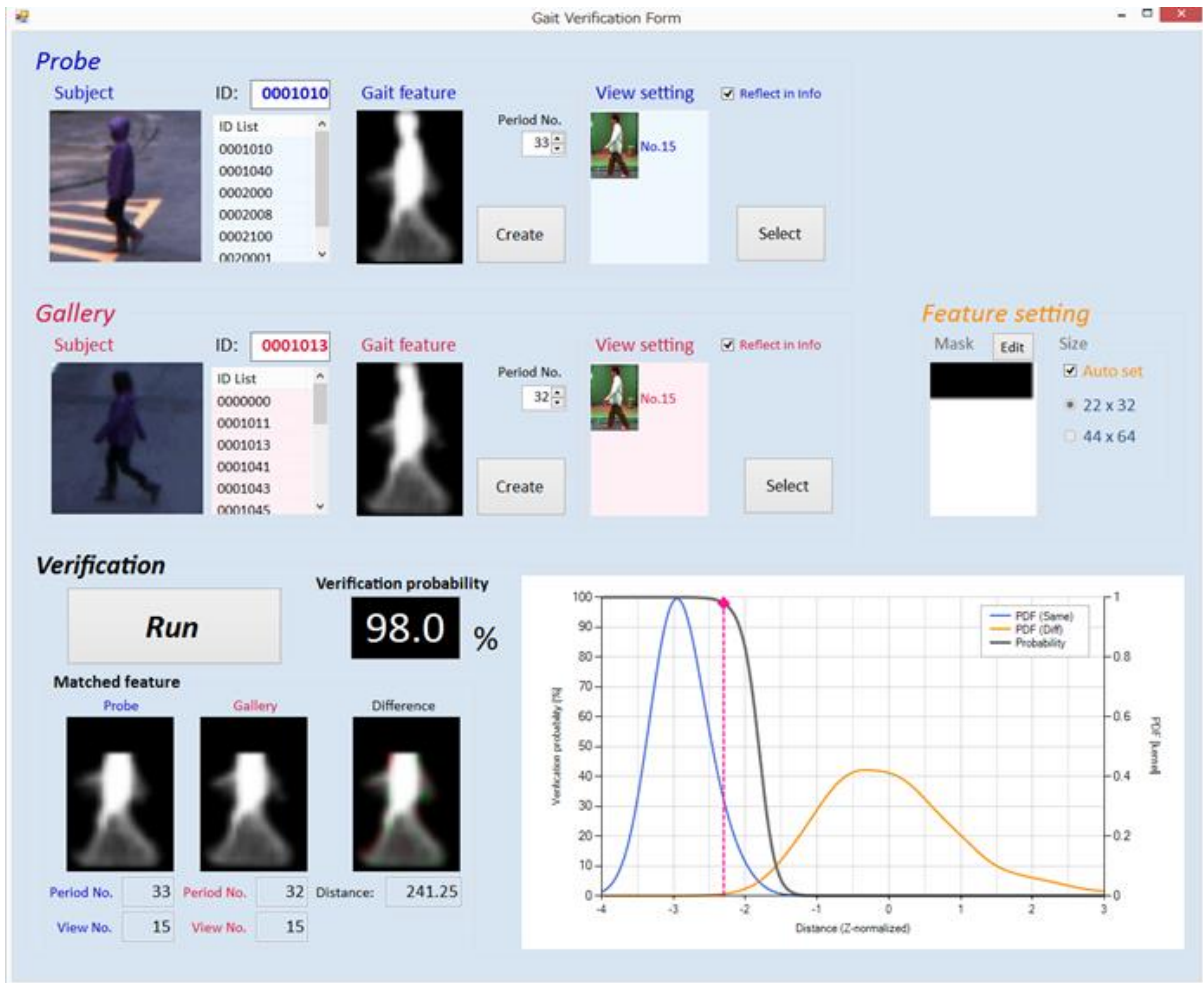 Gait Verification Form
Probe
Subject
ID: 0001010
Gait feature
View setting
Reflect in Info
ID List
0001010
0001040
0002000
0002008
0002100
0020001
Period No.
33
No.15
Create
Select
Gallery
Subject
ID: 0001013
Gait feature
View setting
Reflect in Info
ID List
0000000
0001011
0001013
0001041
0001043
0001045
Period No.
32
No.15
Create
Select
Feature setting
Mask
Edit
Size
Auto set
22 x 32
44 x 64
Verification
Run
Verification probability
98.0 %
Matched feature
Probe
Gallery
Difference
Period No. 33
Period No. 32
Distance: 241.25
View No. 15
View No. 15
Verification probability [%]
100
90
80
70
60
50
40
30
20
10
0
-4 -3 -2 -1 0 1 2 3
Distance (Z-normalized)
PDF (Same)
PDF (Diff)
Probability
1
0.8
0.6
0.4
0.2
0
PDF [kernel]